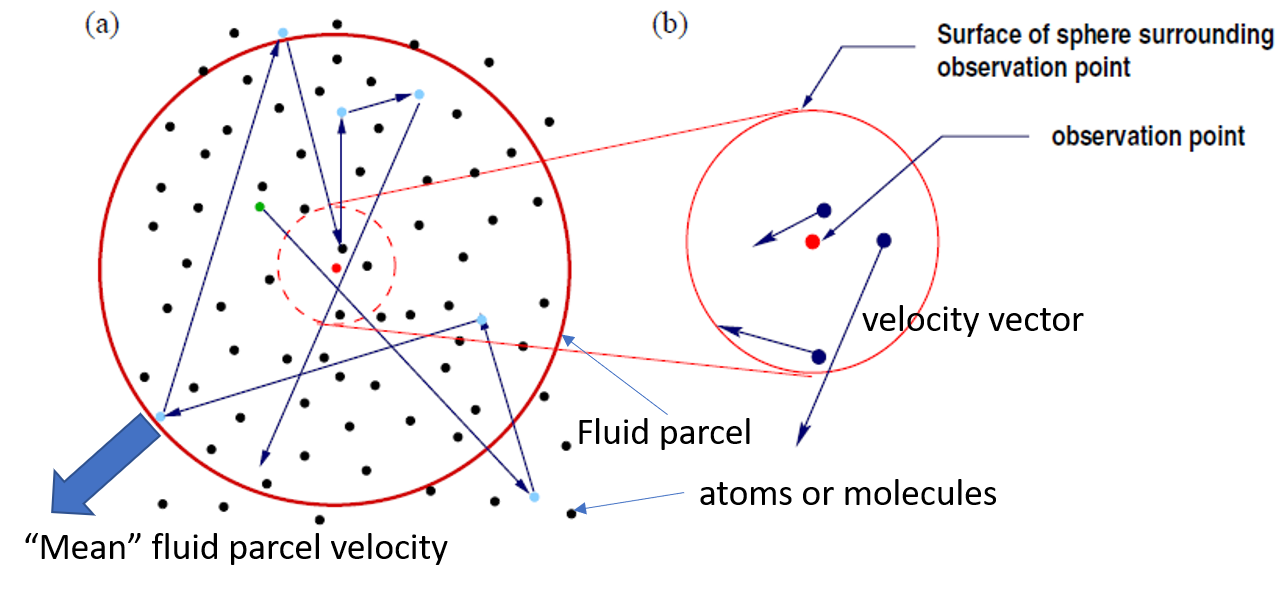 (a)
(b)
Surface of sphere surrounding
observation point
observation point
velocity vector
Fluid parcel
atoms or molecules
“Mean” fluid parcel velocity